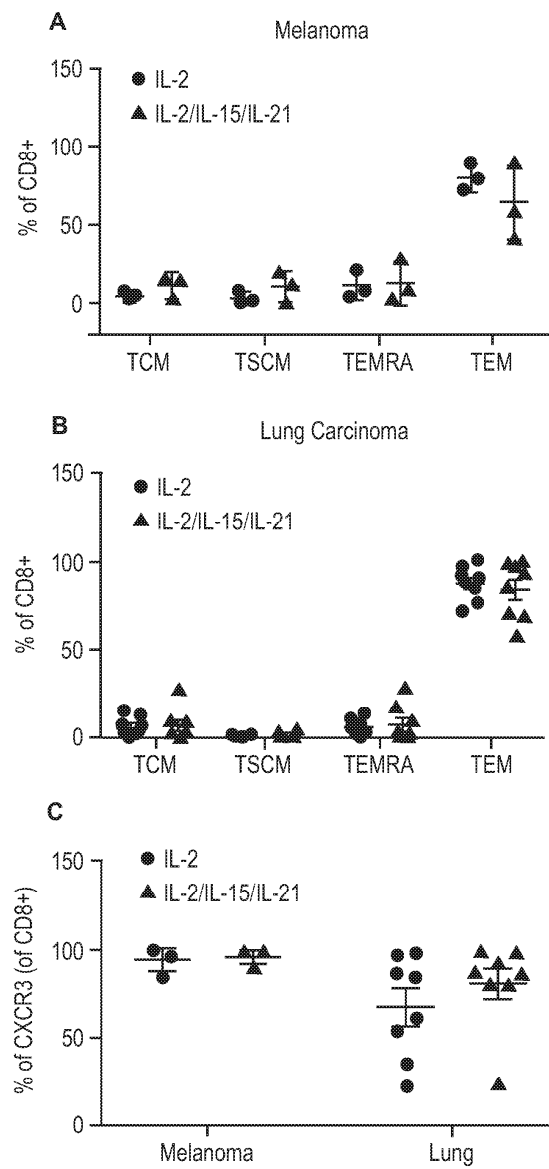 A
Melanoma
150
100
50
0
% of CD8+
IL-2
IL-2/IL-15/IL-21
TCM TSCM TEMRA TEM
B
Lung Carcinoma
150
100
50
0
% of CD8+
IL-2
IL-2/IL-15/IL-21
TCM TSCM TEMRA TEM
C
150
100
50
0
% of CXCR3 (of CD8+)
IL-2
IL-2/IL-15/IL-21
Melanoma Lung